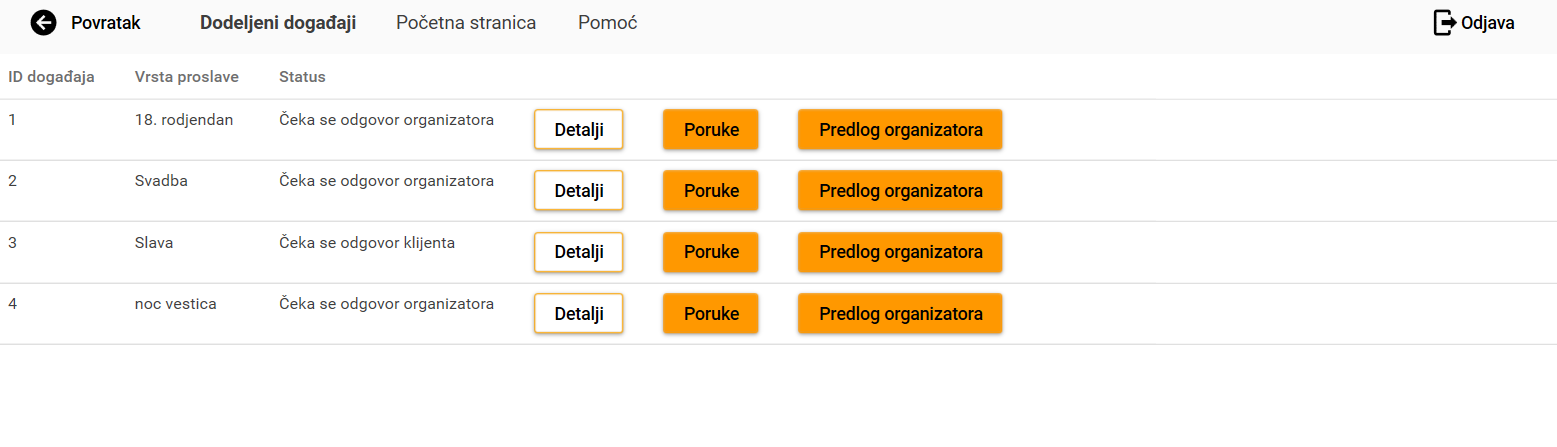 Povratak Dodeljeni događaji Početna stranica Pomoć Odjava
ID događaja Vrsta proslave Status
1 18. rodjendan Čeka se odgovor organizatora Detalji Poruke Predlog organizatora
2 Svadba Čeka se odgovor organizatora Detalji Poruke Predlog organizatora
3 Slava Čeka se odgovor klijenta Detalji Poruke Predlog organizatora
4 noc vestica Čeka se odgovor organizatora Detalji Poruke Predlog organizatora